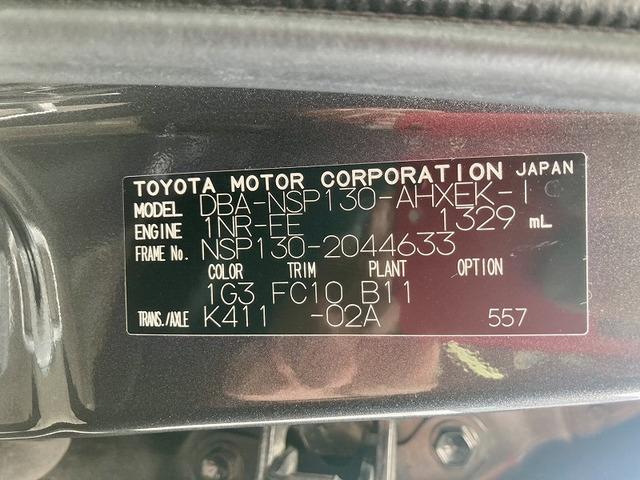 TOYOTA MOTOR CORPORATION JAPAN
MODEL DBA-NSP130-AHXEK-I
ENGINE 1NR-EE 1329 mL
FRAME No. NSP130-2044633
COLOR TRIM PLANT OPTION
1G3 FC10 B11
TRANS./AXLE K411 -02A 557